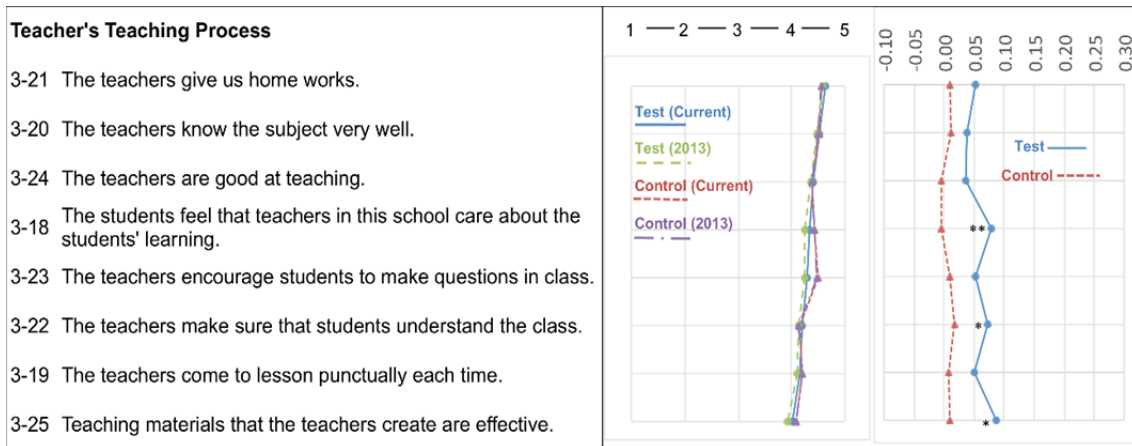 Teacher's Teaching Process
3-21 The teachers give us home works.
3-20 The teachers know the subject very well.
3-24 The teachers are good at teaching.
3-18 The students feel that teachers in this school care about the
students' learning.
3-23 The teachers encourage students to make questions in class.
3-22 The teachers make sure that students understand the class.
3-19 The teachers come to lesson punctually each time.
3-25 Teaching materials that the teachers create are effective.
1 — 2 — 3 — 4 — 5
Test (Current)
Test (2013)
Control (Current)
Control (2013)
-0.10
-0.05
0.00
0.05
0.10
0.15
0.20
0.25
0.30
Test
Control
**
*
*